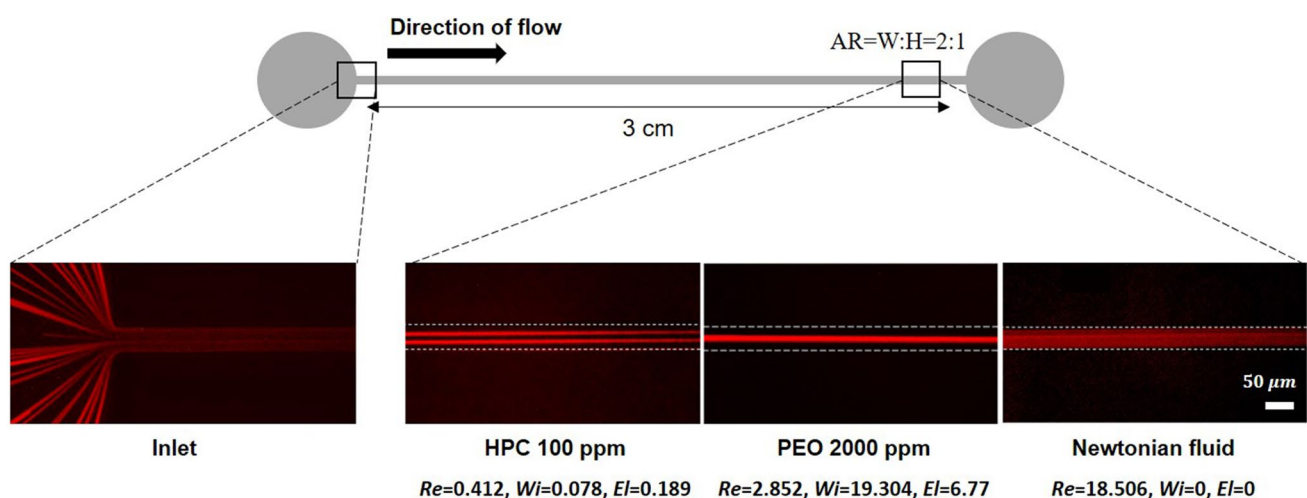 Direction of flow
AR=W:H=2:1
3 cm
50 μm
Inlet
HPC 100 ppm
PEO 2000 ppm
Newtonian fluid
Re=0.412, Wi=0.078, El=0.189
Re=2.852, Wi=19.304, El=6.77
Re=18.506, Wi=0, El=0